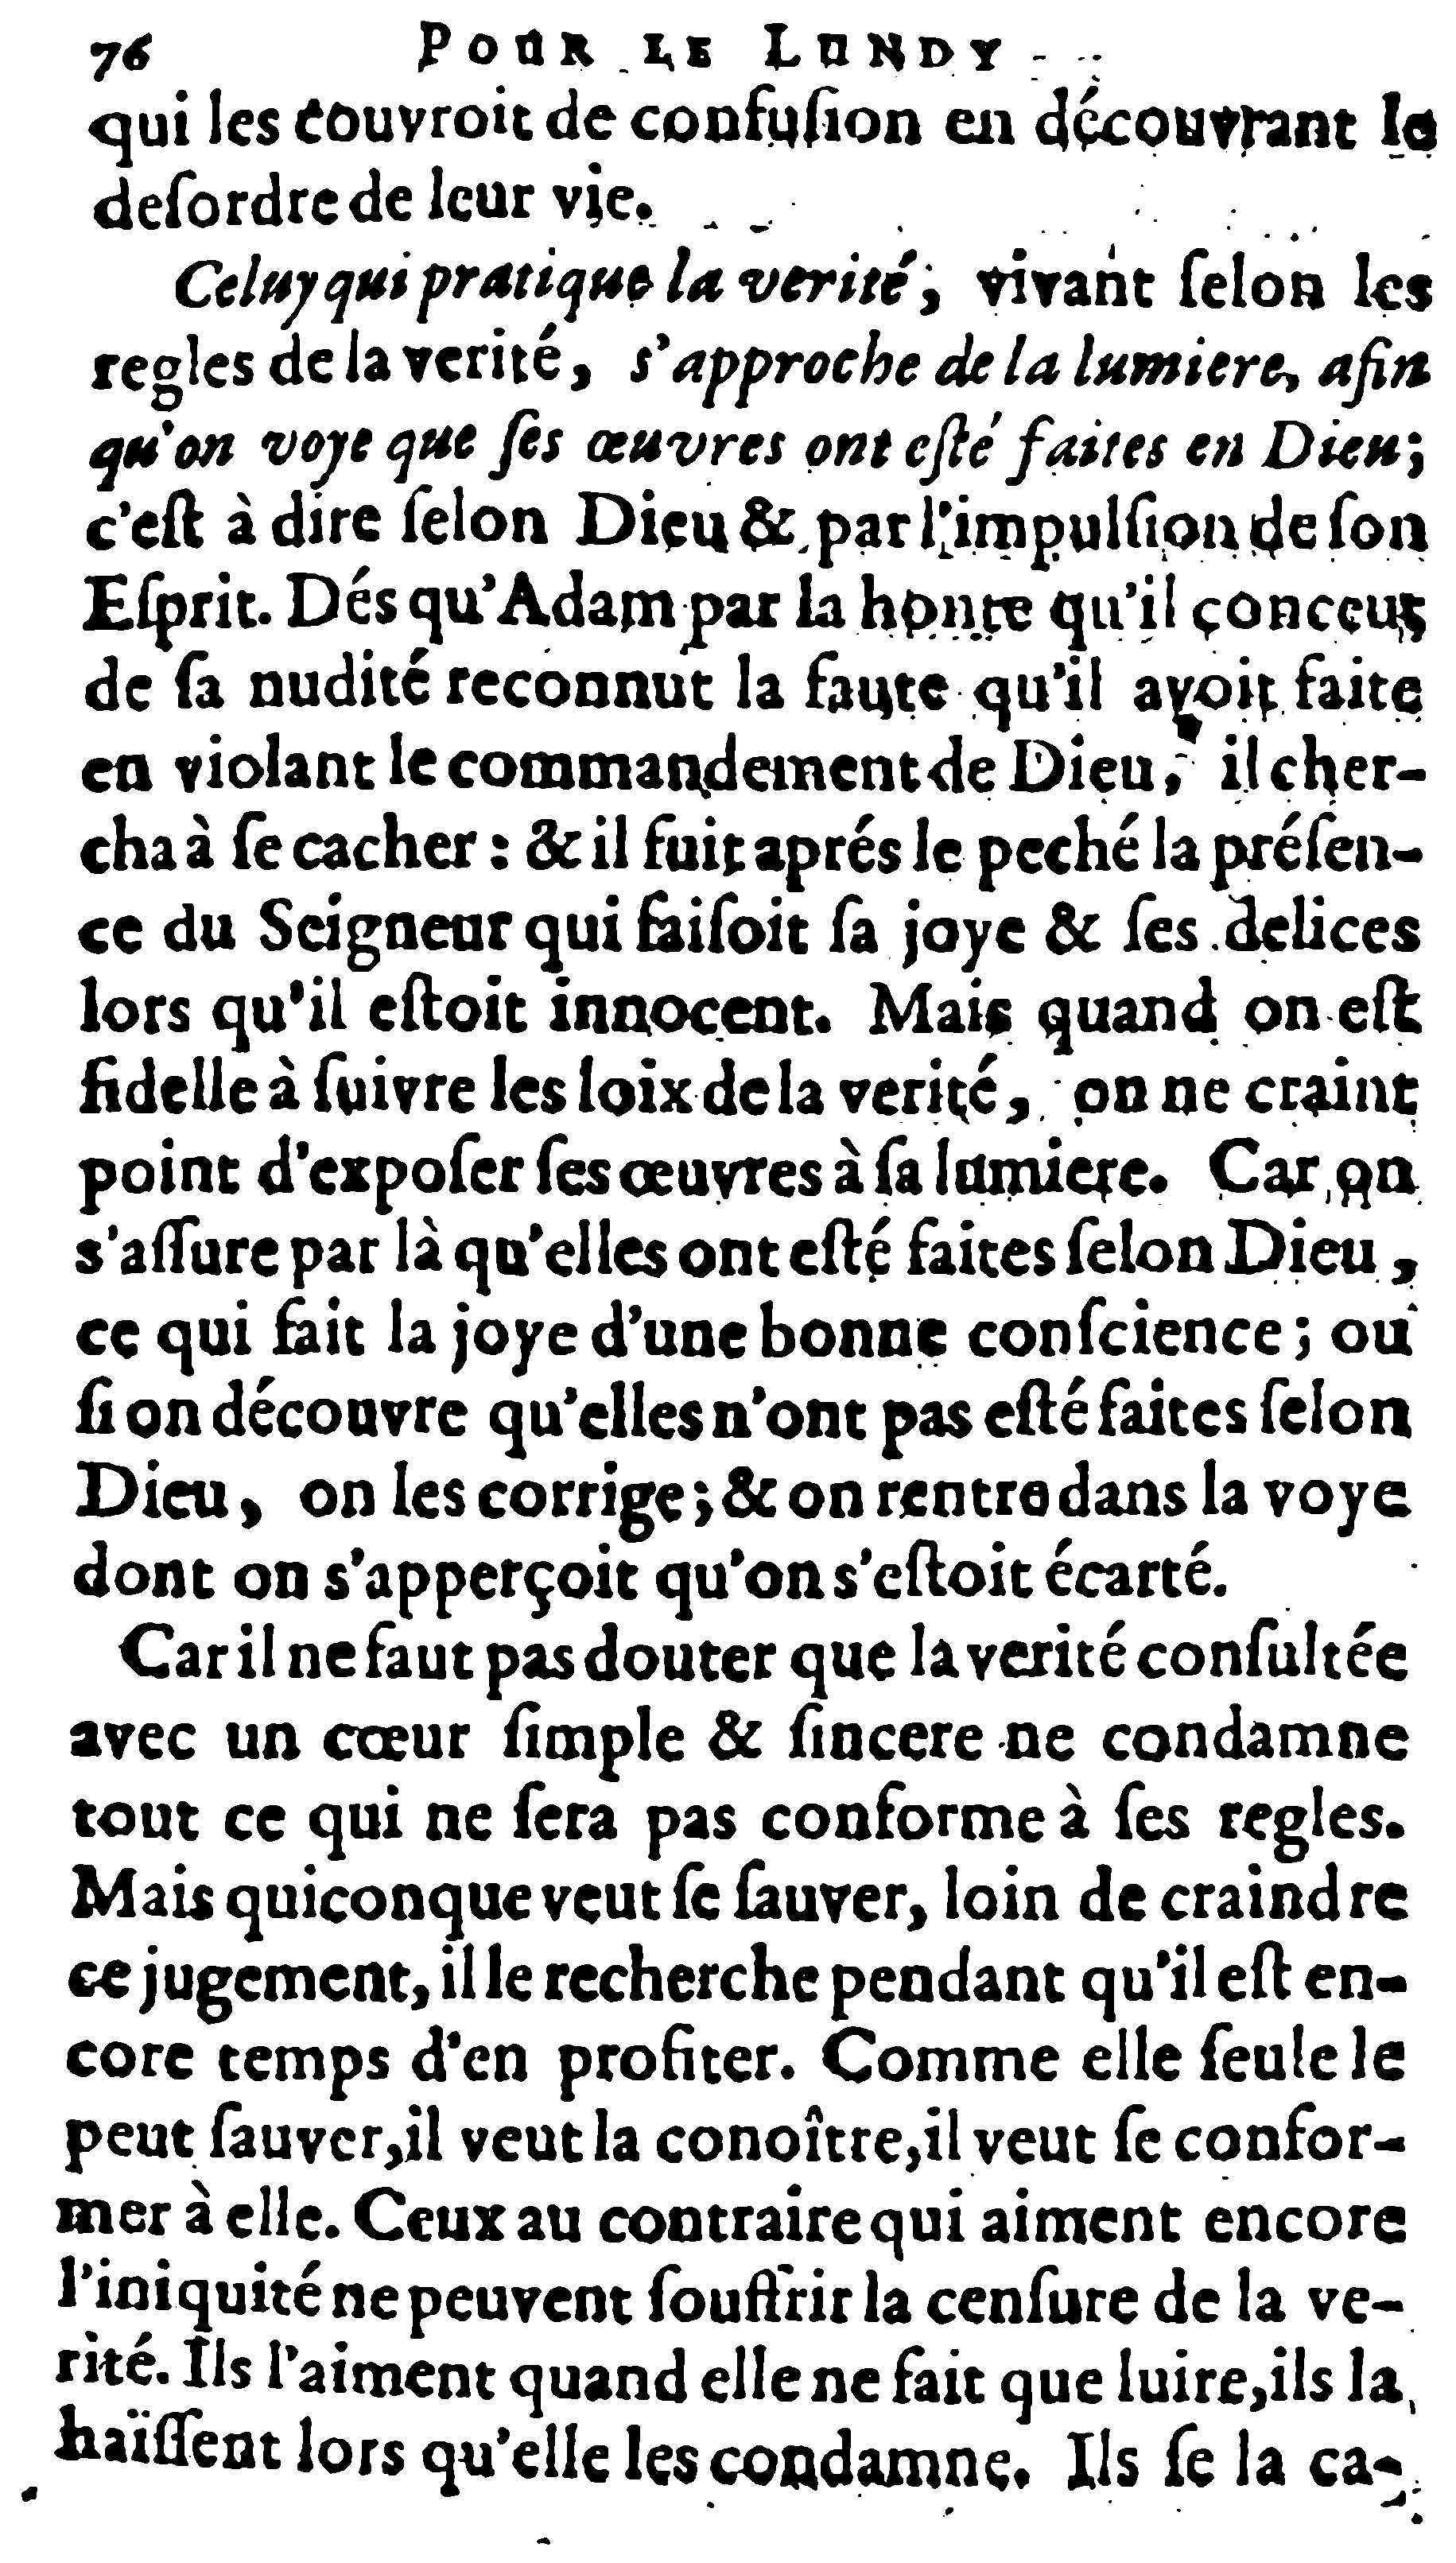 76 POUR LE LUNDY
qui les couvroit de confuſion en découvrant le
deſordre de leur vie.
Celuy qui pratique la verité; vivant ſelon les
regles de la verité, s'approche de la lumiere, afin
qu'on voye que ſes œuvres ont eſté faites en Dieu;
c'eſt à dire ſelon Dieu & par l'impulſion de ſon
Eſprit. Dés qu'Adam par la honte qu'il conceut
de ſa nudité reconnut la faute qu'il avoit faite
en violant le commandement de Dieu, il cher-
cha à ſe cacher : & il fuit aprés le peché la préſen-
ce du Seigneur qui faiſoit ſa joye & ſes delices
lors qu'il eſtoit innocent. Mais quand on eſt
fidelle à ſuivre les loix de la verité, on ne craint
point d'expoſer ſes œuvres à ſa lumiere. Car on
s'aſſure par là qu'elles ont eſté faites ſelon Dieu,
ce qui fait la joye d'une bonne conſcience; ou
ſi on découvre qu'elles n'ont pas eſté faites ſelon
Dieu, on les corrige; & on rentre dans la voye
dont on s'apperçoit qu'on s'eſtoit écarté.
Car il ne faut pas douter que la verité conſultée
avec un cœur ſimple & ſincere ne condamne
tout ce qui ne ſera pas conforme à ſes regles.
Mais quiconque veut ſe ſauver, loin de craindre
ce jugement, il le recherche pendant qu'il eſt en-
core temps d'en profiter. Comme elle ſeule le
peut ſauver, il veut la conoître, il veut ſe confor-
mer à elle. Ceux au contraire qui aiment encore
l'iniquité ne peuvent ſouffrir la cenſure de la ve-
rité. Ils l'aiment quand elle ne fait que luire, ils la
haïſſent lors qu'elle les condamne. Ils ſe la ca-